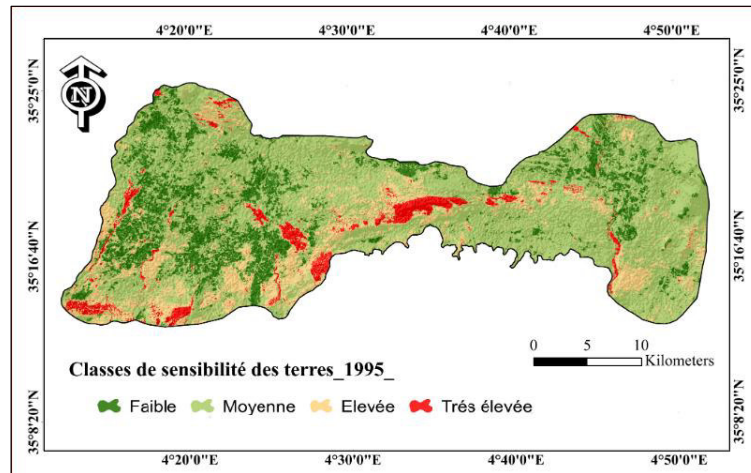 4°20'0"E 4°30'0"E 4°40'0"E 4°50'0"E
35°25'0"N 35°25'0"N
N
35°16'40"N 35°16'40"N
0 5 10
Kilometers
Classes de sensibilité des terres_1995_
Faible Moyenne Elevée Trés élevée
35°8'20"N 35°8'20"N
4°20'0"E 4°30'0"E 4°40'0"E 4°50'0"E